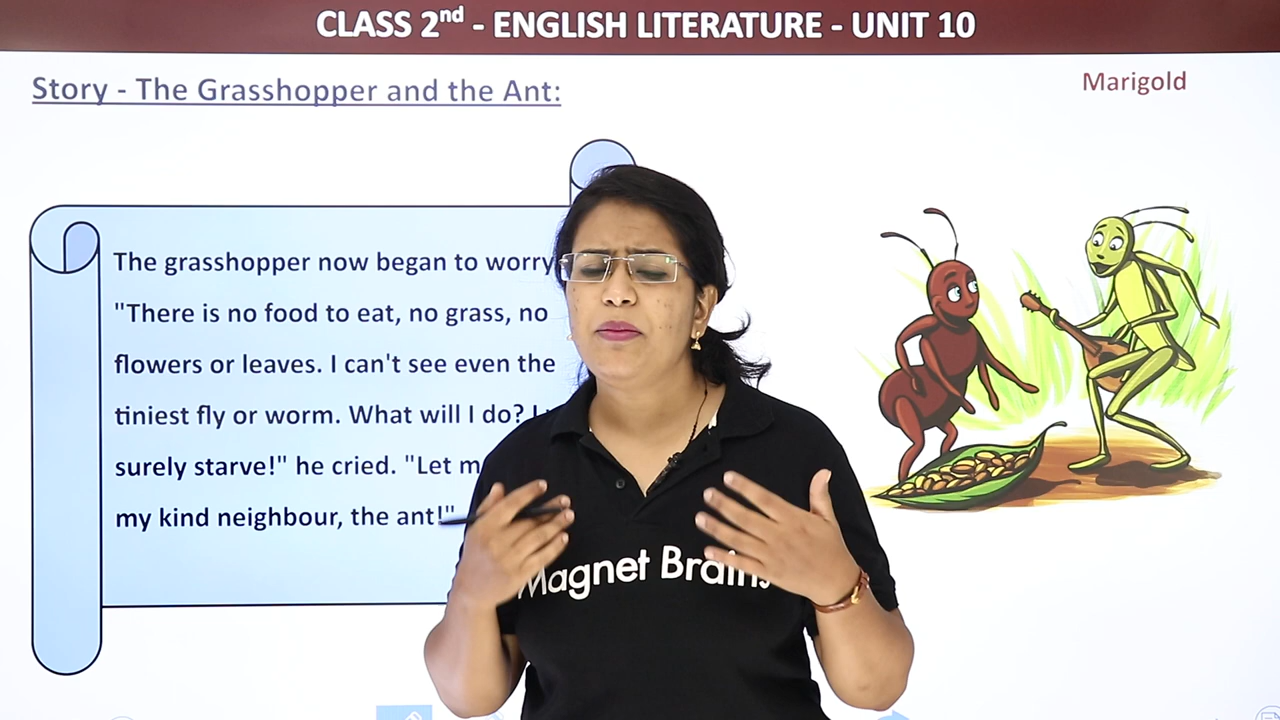 CLASS 2nd - ENGLISH LITERATURE - UNIT 10
Story - The Grasshopper and the Ant:
Marigold
The grasshopper now began to worry
"There is no food to eat, no grass, no
flowers or leaves. I can't see even the
tiniest fly or worm. What will I do? I
surely starve!" he cried. "Let
my kind neighbour, the ant!"
Magnet Brains